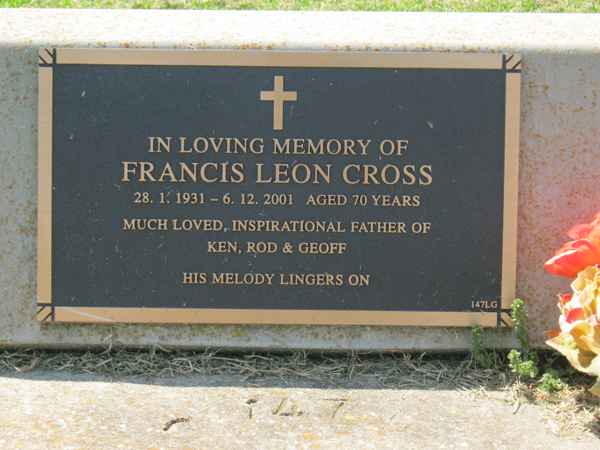 IN LOVING MEMORY OF
FRANCIS LEON CROSS
28. 1. 1931 – 6. 12. 2001 AGED 70 YEARS
MUCH LOVED, INSPIRATIONAL FATHER OF
KEN, ROD & GEOFF
HIS MELODY LINGERS ON
147LG
147